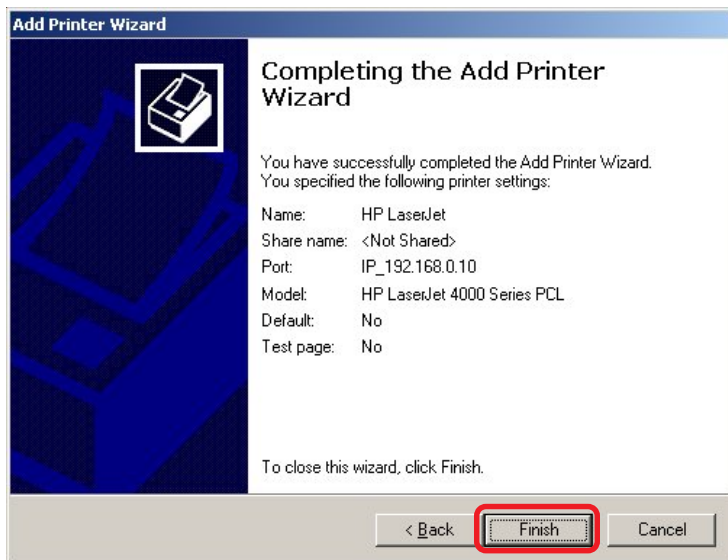 Add Printer Wizard
Completing the Add Printer
Wizard
You have successfully completed the Add Printer Wizard.
You specified the following printer settings:
Name: HP LaserJet
Share name: <Not Shared>
Port: IP_192.168.0.10
Model: HP LaserJet 4000 Series PCL
Default: No
Test page: No
To close this wizard, click Finish.
< Back Finish Cancel